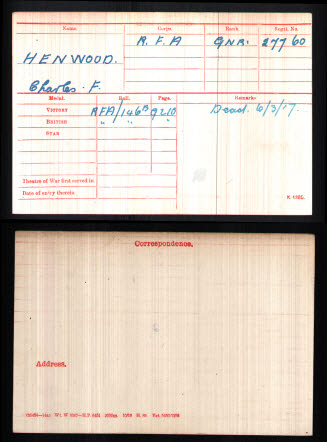 Name. Corps. Rank. Regtl. No.
R. F. A GNR. 27760
HENWOOD.
Charles. F.
Medal. Roll. Page. Remarks
VICTORY RFA/146B 9210 Dead. 6/3/17.
BRITISH " "
STAR
Theatre of War first served in
Date of entry therein
K 1380.
Correspondence.
Address.